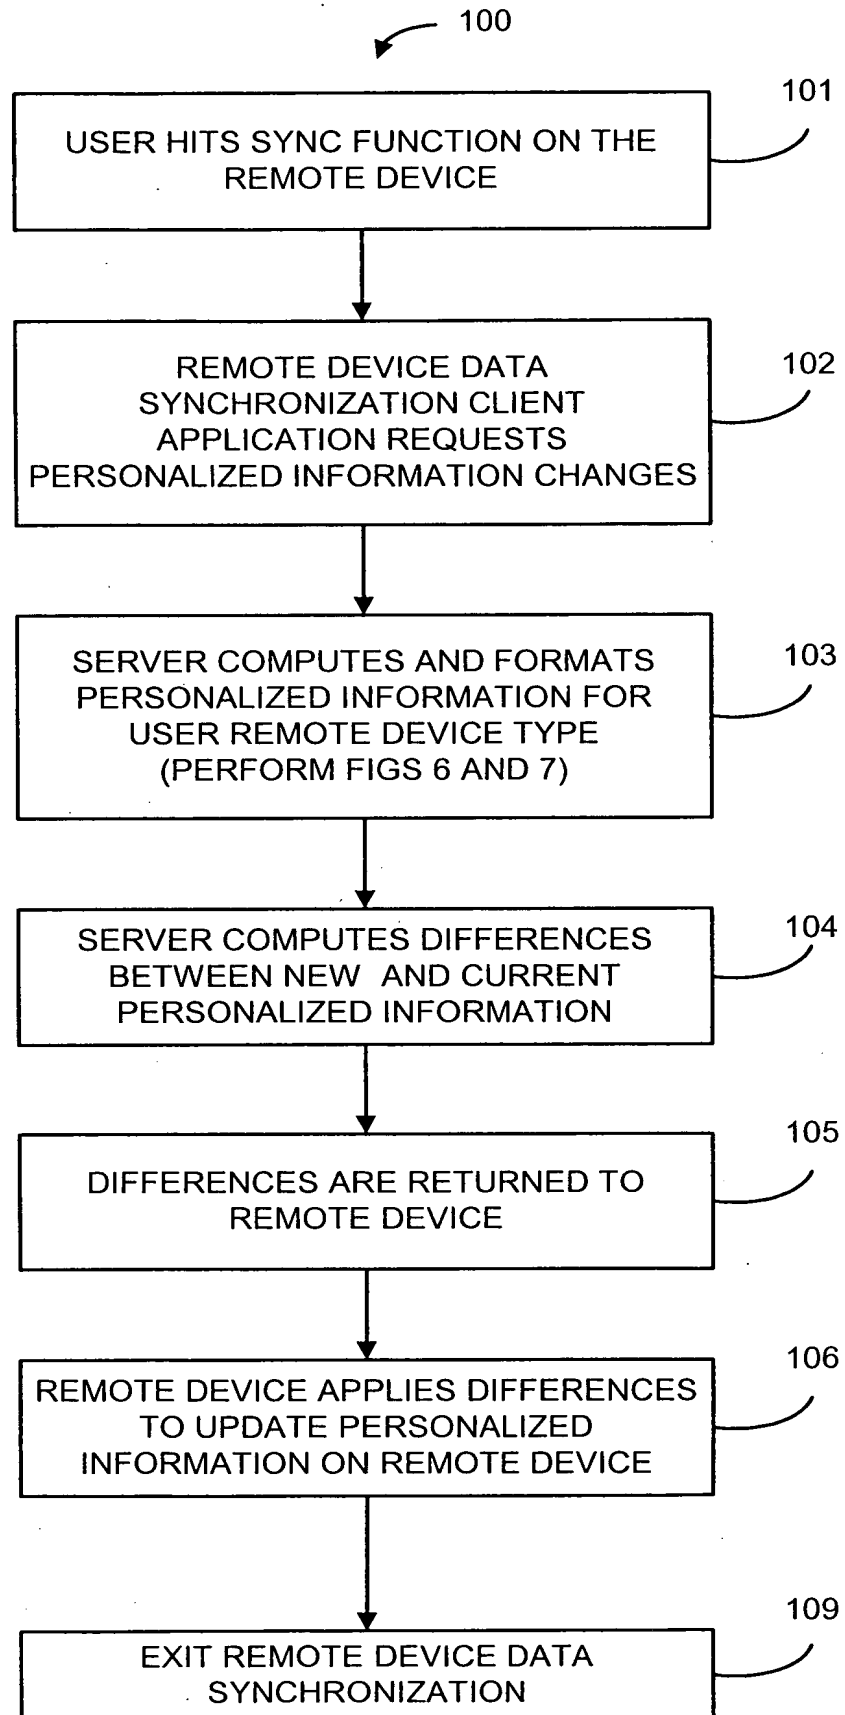 100
101
USER HITS SYNC FUNCTION ON THE
REMOTE DEVICE
102
REMOTE DEVICE DATA
SYNCHRONIZATION CLIENT
APPLICATION REQUESTS
PERSONALIZED INFORMATION CHANGES
103
SERVER COMPUTES AND FORMATS
PERSONALIZED INFORMATION FOR
USER REMOTE DEVICE TYPE
(PERFORM FIGS 6 AND 7)
104
SERVER COMPUTES DIFFERENCES
BETWEEN NEW AND CURRENT
PERSONALIZED INFORMATION
105
DIFFERENCES ARE RETURNED TO
REMOTE DEVICE
106
REMOTE DEVICE APPLIES DIFFERENCES
TO UPDATE PERSONALIZED
INFORMATION ON REMOTE DEVICE
109
EXIT REMOTE DEVICE DATA
SYNCHRONIZATION